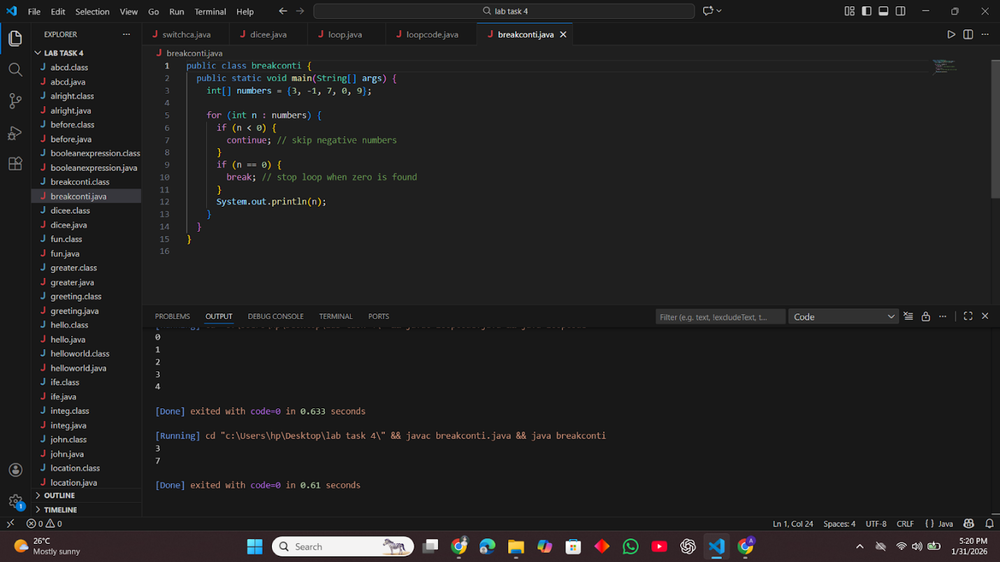 File Edit Selection View Go Run Terminal Help
lab task 4
EXPLORER
switchca.java
dicee.java
loop.java
loopcode.java
breakconti.java
LAB TASK 4
abcd.class
abcd.java
alright.class
alright.java
before.class
before.java
booleanexpression.class
booleanexpression.java
breakconti.class
breakconti.java
dicee.class
dicee.java
fun.class
fun.java
greater.class
greater.java
greeting.class
greeting.java
hello.class
hello.java
helloworld.class
helloworld.java
ife.class
ife.java
integ.class
integ.java
john.class
john.java
location.class
location.java
OUTLINE
TIMELINE
breakconti.java
1 public class breakconti {
2 public static void main(String[] args) {
3 int[] numbers = {3, -1, 7, 0, 9};
4
5 for (int n : numbers) {
6 if (n < 0) {
7 continue; // skip negative numbers
8 }
9 if (n == 0) {
10 break; // stop loop when zero is found
11 }
12 System.out.println(n);
13 }
14 }
15 }
16
PROBLEMS OUTPUT DEBUG CONSOLE TERMINAL PORTS
Filter (e.g. text, !excludeText, t...
Code
0
1
2
3
4
[Done] exited with code=0 in 0.633 seconds
[Running] cd "c:\Users\hp\Desktop\lab task 4\" && javac breakconti.java && java breakconti
3
7
[Done] exited with code=0 in 0.61 seconds
1
0 0
Ln 1, Col 24 Spaces: 4 UTF-8 CRLF {} Java
26°C
Mostly sunny
Search
A
5:20 PM
1/31/2026